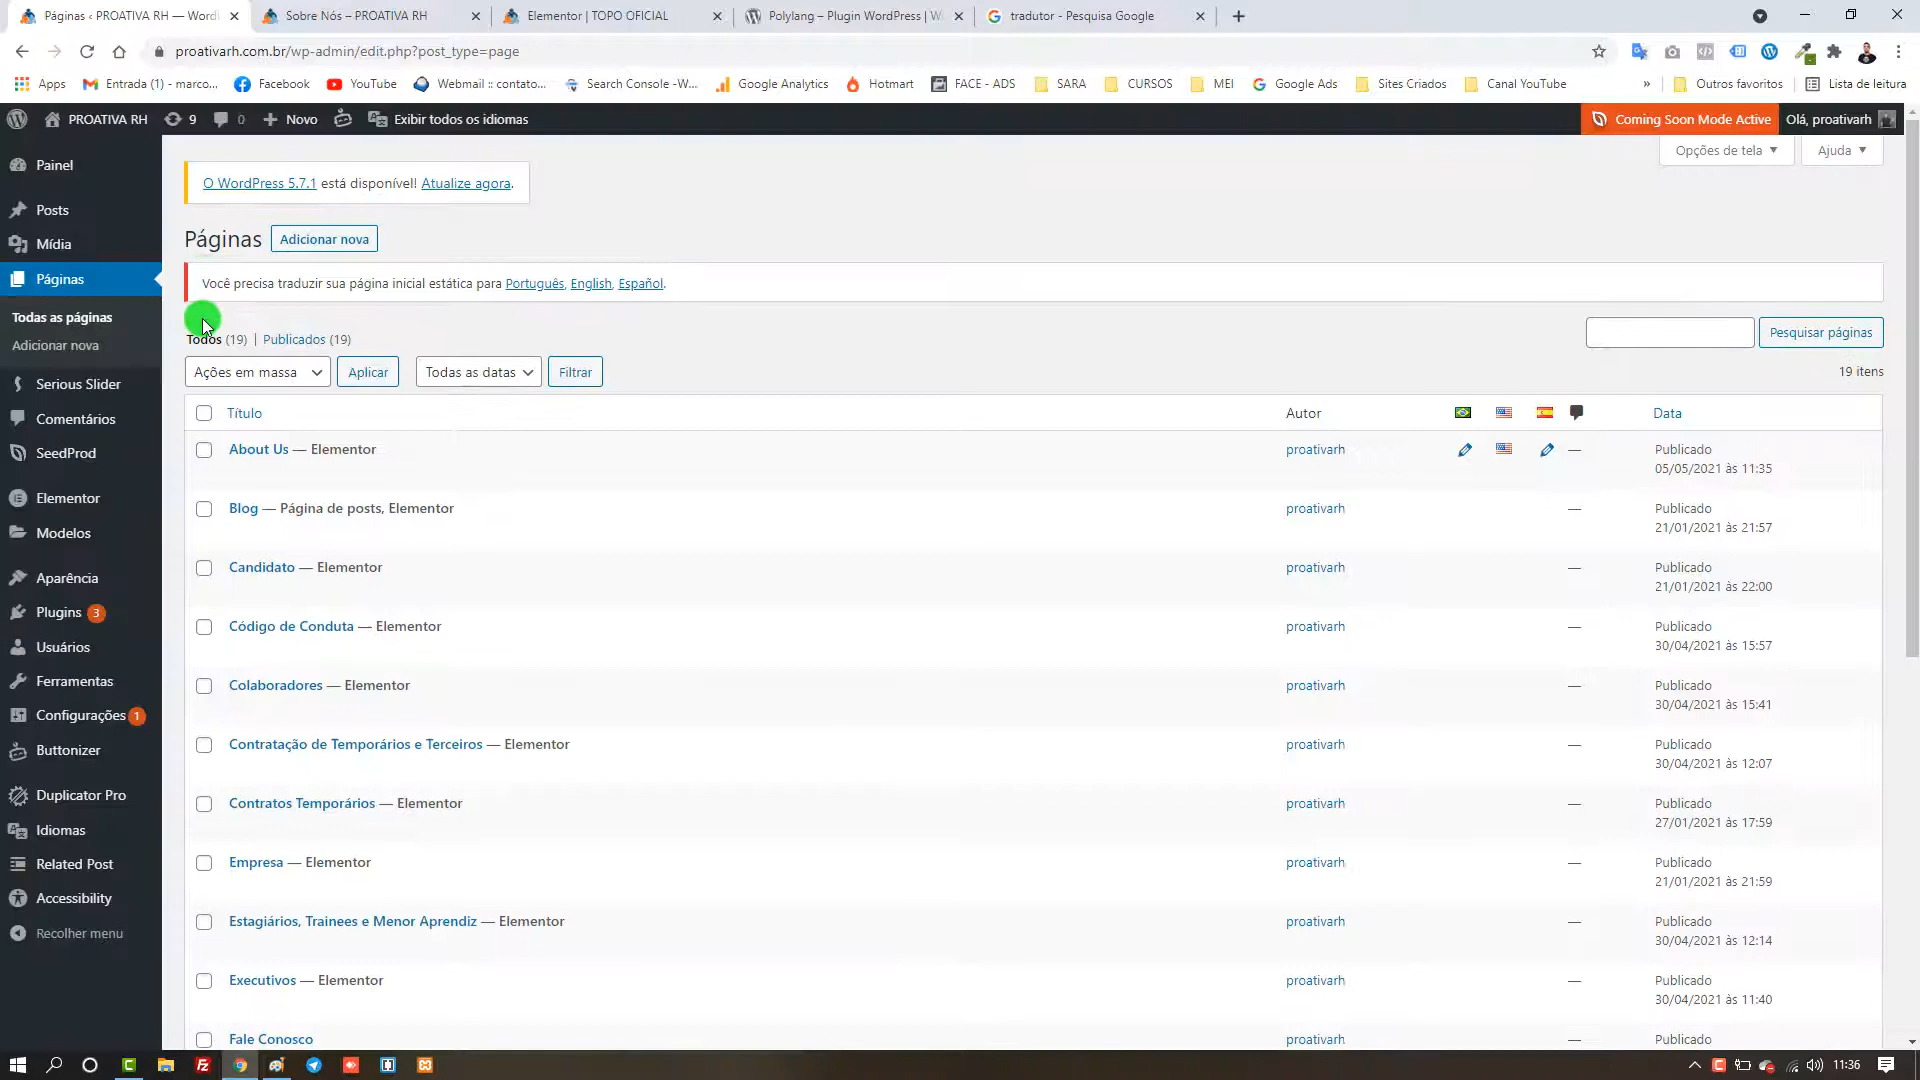 Páginas ‹ PROATIVA RH — Word
Sobre Nós – PROATIVA RH
Elementor | TOPO OFICIAL
Polylang – Plugin WordPress | W
tradutor - Pesquisa Google
proativarh.com.br/wp-admin/edit.php?post_type=page
Apps
Entrada (1) - marco...
Facebook
YouTube
Webmail :: contato...
Search Console -W...
Google Analytics
Hotmart
FACE - ADS
SARA
CURSOS
MEI
Google Ads
Sites Criados
Canal YouTube
»
Outros favoritos
Lista de leitura
PROATIVA RH
9
0
Novo
Exibir todos os idiomas
Coming Soon Mode Active
Olá, proativarh
Painel
Posts
Mídia
Páginas
Todas as páginas
Adicionar nova
Serious Slider
Comentários
SeedProd
Elementor
Modelos
Aparência
Plugins 3
Usuários
Ferramentas
Configurações 1
Buttonizer
Duplicator Pro
Idiomas
Related Post
Accessibility
Recolher menu
Opções de tela
Ajuda
O WordPress 5.7.1 está disponível! Atualize agora.
Páginas
Adicionar nova
Você precisa traduzir sua página inicial estática para Português, English, Español.
Todos (19) | Publicados (19)
Pesquisar páginas
Ações em massa
Aplicar
Todas as datas
Filtrar
19 itens
Título
Autor
Data
About Us — Elementor
proativarh
—
Publicado
05/05/2021 às 11:35
Blog — Página de posts, Elementor
proativarh
—
Publicado
21/01/2021 às 21:57
Candidato — Elementor
proativarh
—
Publicado
21/01/2021 às 22:00
Código de Conduta — Elementor
proativarh
—
Publicado
30/04/2021 às 15:57
Colaboradores — Elementor
proativarh
—
Publicado
30/04/2021 às 15:41
Contratação de Temporários e Terceiros — Elementor
proativarh
—
Publicado
30/04/2021 às 12:07
Contratos Temporários — Elementor
proativarh
—
Publicado
27/01/2021 às 17:59
Empresa — Elementor
proativarh
—
Publicado
21/01/2021 às 21:59
Estagiários, Trainees e Menor Aprendiz — Elementor
proativarh
—
Publicado
30/04/2021 às 12:14
Executivos — Elementor
proativarh
—
Publicado
30/04/2021 às 11:40
Fale Conosco
proativarh
—
Publicado
11:36